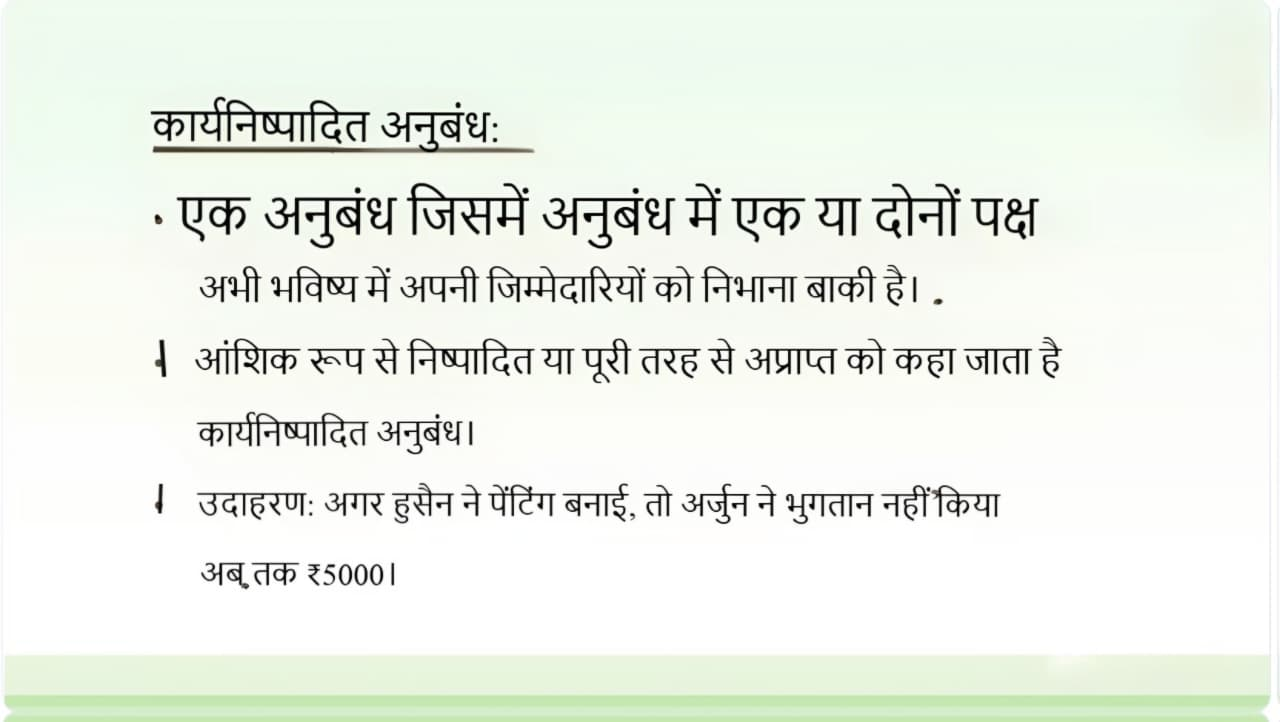 कार्यनिष्पादित अनुबंध:
· एक अनुबंध जिसमें अनुबंध में एक या दोनों पक्ष
अभी भविष्य में अपनी जिम्मेदारियों को निभाना बाकी है।
आंशिक रूप से निष्पादित या पूरी तरह से अप्राप्त को कहा जाता है
कार्यनिष्पादित अनुबंध।
उदाहरण: अगर हुसैन ने पेंटिंग बनाई, तो अर्जुन ने भुगतान नहीं किया
अब तक ₹5000।